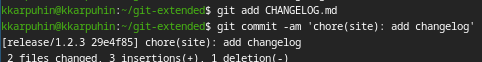 kkarpuhin@kkarpuhin:~/git-extended$ git add CHANGELOG.md
kkarpuhin@kkarpuhin:~/git-extended$ git commit -am 'chore(site): add changelog'
[release/1.2.3 29e4f85] chore(site): add changelog
 2 files changed, 3 insertions(+), 1 deletion(-)